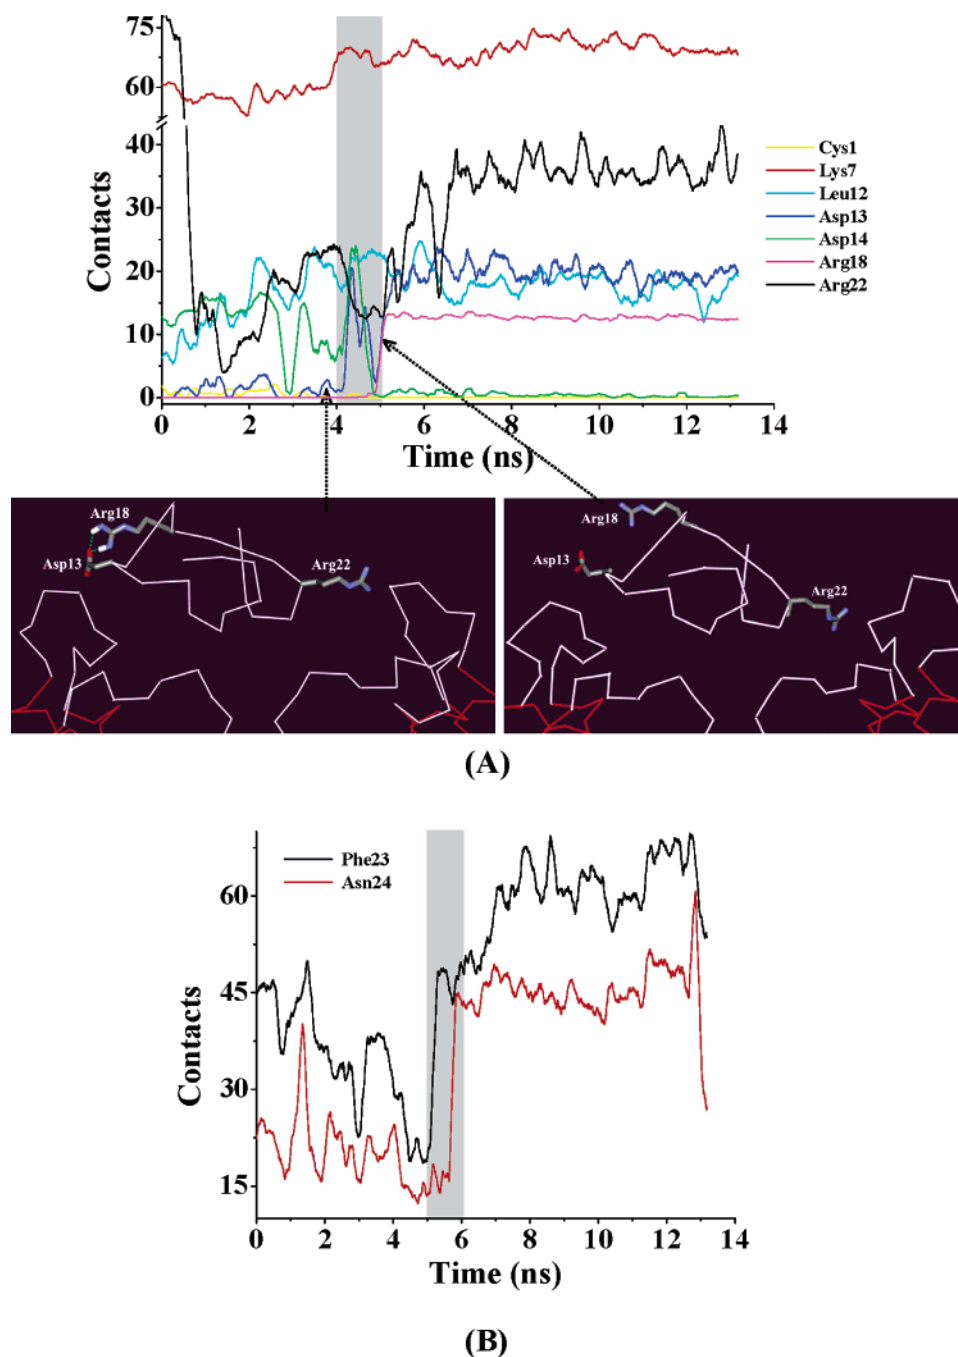 75
60
40
30
20
10
0
Contacts
Cys1
Lys7
Leu12
Asp13
Asp14
Arg18
Arg22
0 2 4 6 8 10 12 14
Time (ns)
Arg18
Asp13
Arg22
Arg18
Asp13
Arg22
(A)
Phe23
Asn24
60
45
30
15
Contacts
0 2 4 6 8 10 12 14
Time (ns)
(B)